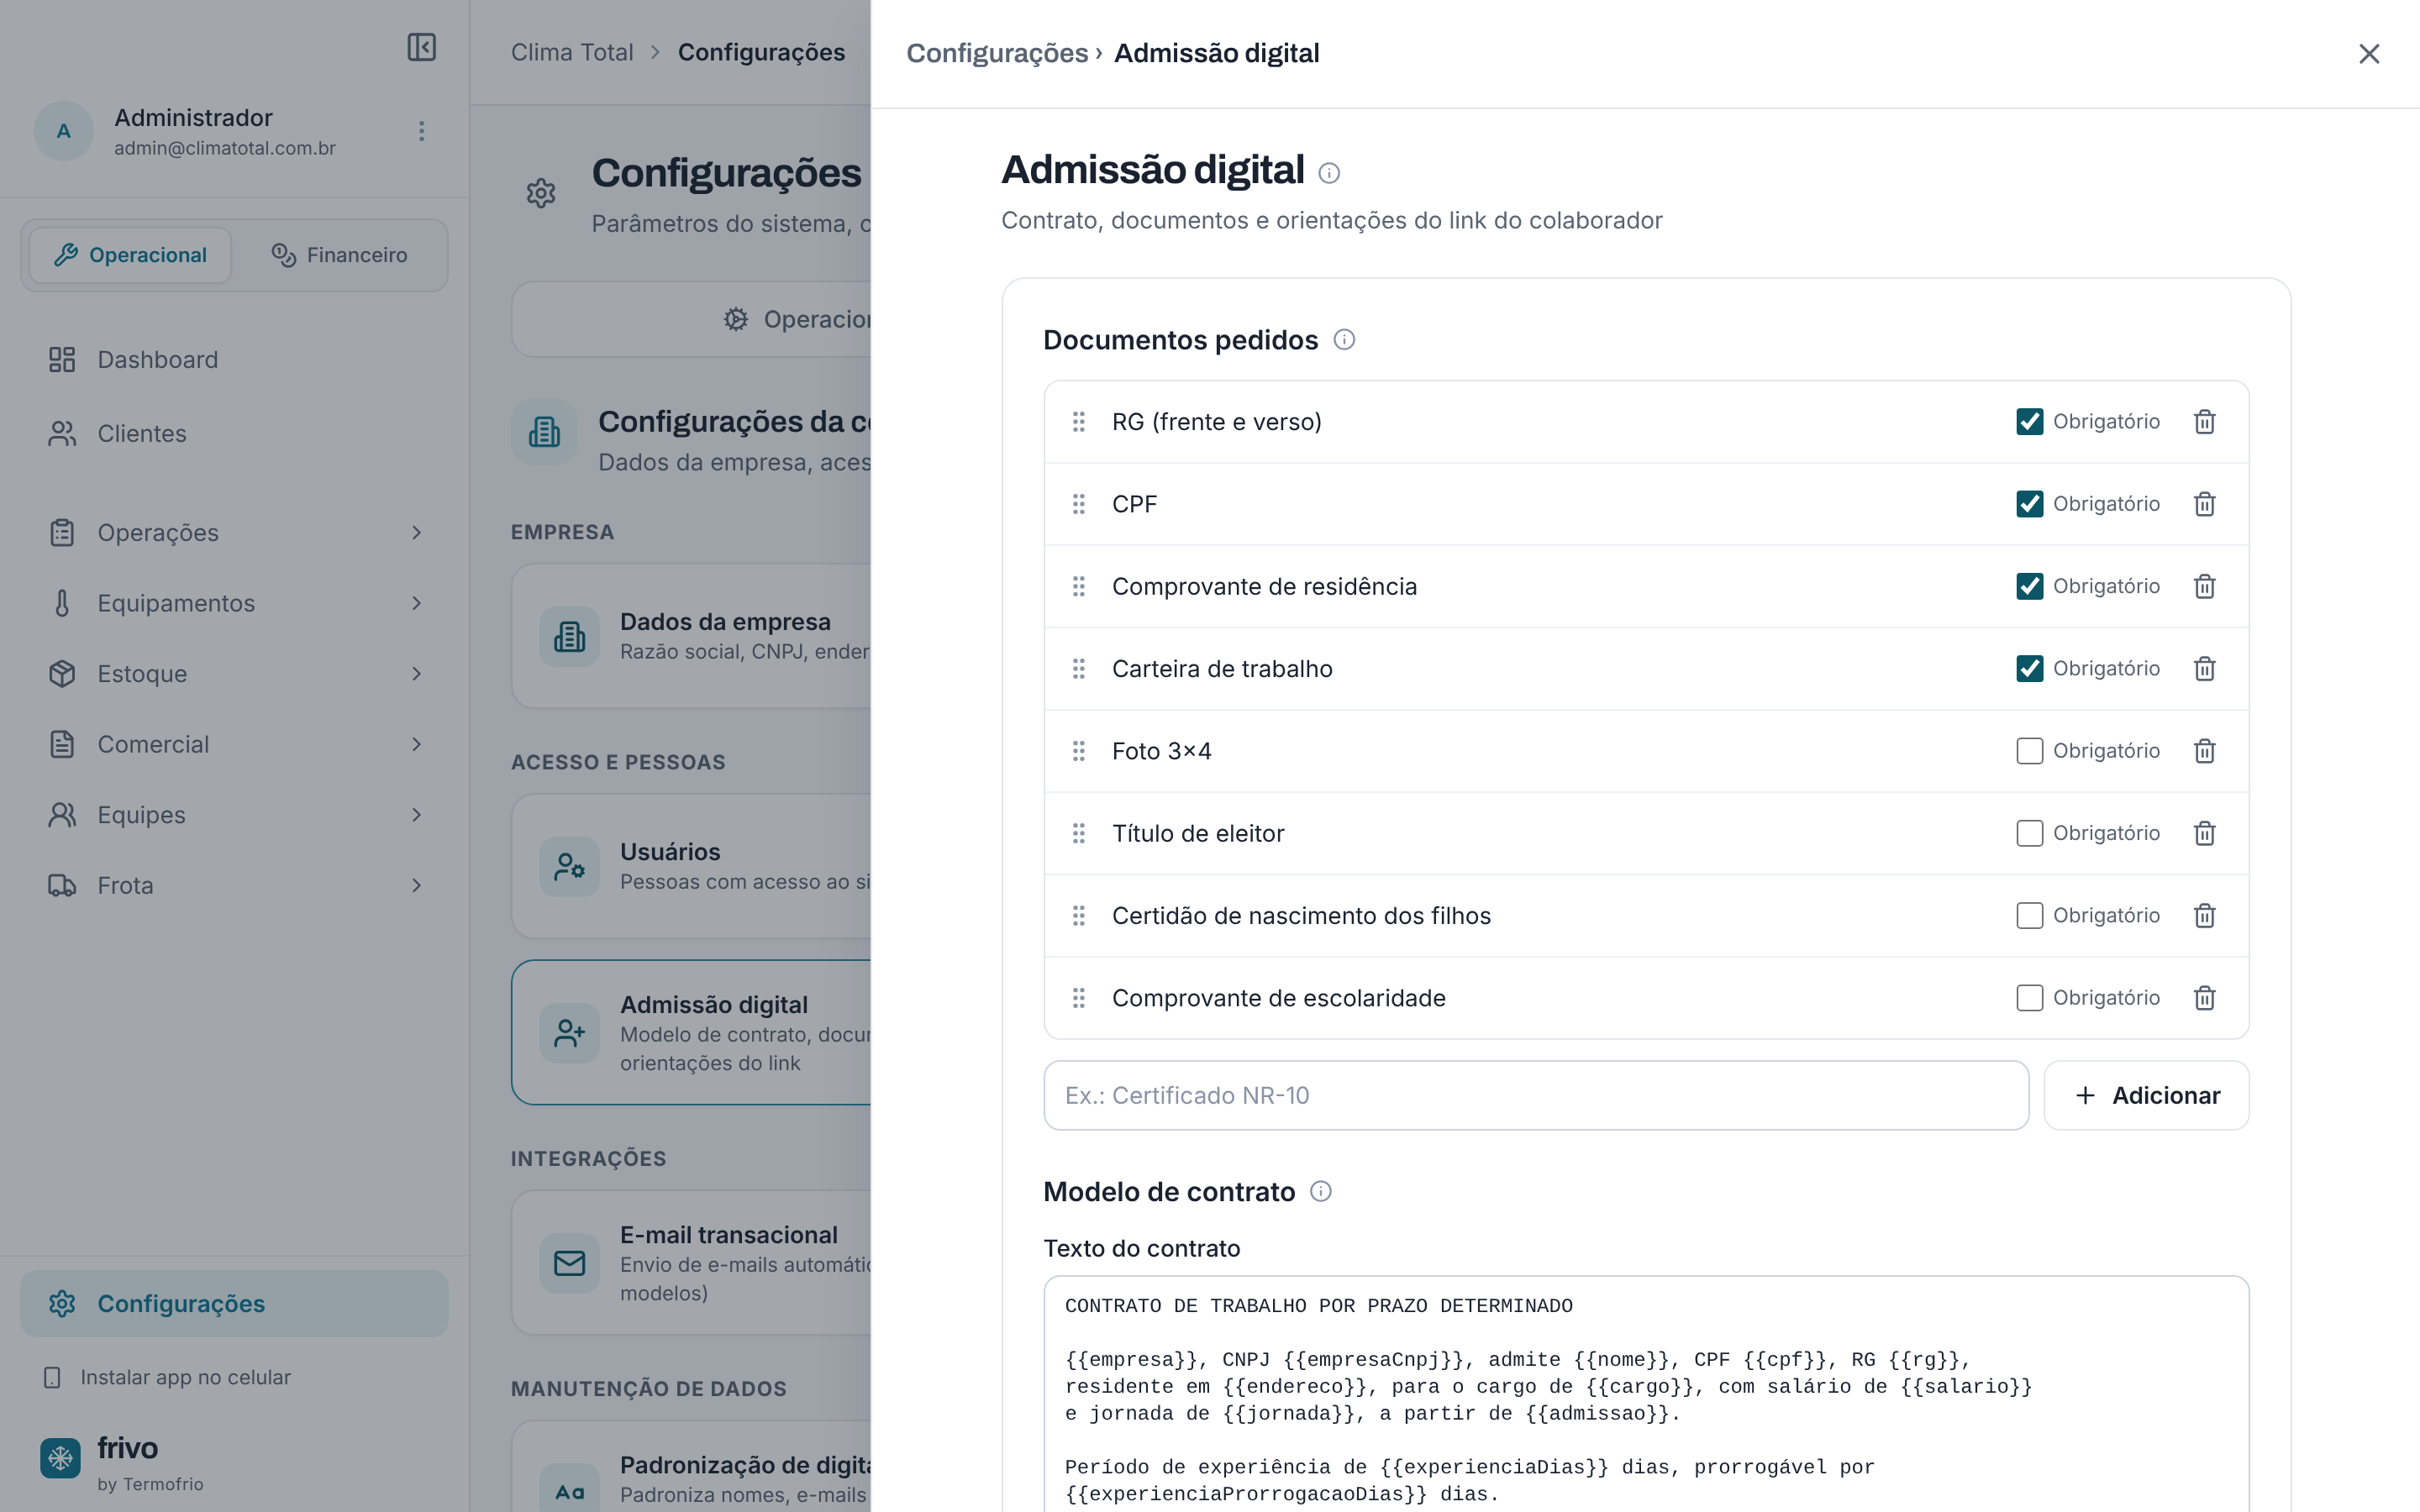 A
Administrador
admin@climatotal.com.br
Operacional
Financeiro
Dashboard
Clientes
Operações
Equipamentos
Estoque
Comercial
Equipes
Frota
Configurações
Instalar app no celular
frivo
by Termofrio
Clima Total
Configurações
Configurações
Parâmetros do sistema, c
Operacion
Configurações da c
Dados da empresa, aces
EMPRESA
Dados da empresa
Razão social, CNPJ, ender
ACESSO E PESSOAS
Usuários
Pessoas com acesso ao si
Admissão digital
Modelo de contrato, docum
orientações do link
INTEGRAÇÕES
E-mail transacional
Envio de e-mails automátic
modelos)
MANUTENÇÃO DE DADOS
Aa
Padronização de digita
Padroniza nomes, e-mails
Configurações › Admissão digital
Admissão digital
Contrato, documentos e orientações do link do colaborador
Documentos pedidos
RG (frente e verso) Obrigatório
CPF Obrigatório
Comprovante de residência Obrigatório
Carteira de trabalho Obrigatório
Foto 3×4 Obrigatório
Título de eleitor Obrigatório
Certidão de nascimento dos filhos Obrigatório
Comprovante de escolaridade Obrigatório
Ex.: Certificado NR-10
Adicionar
Modelo de contrato
Texto do contrato
CONTRATO DE TRABALHO POR PRAZO DETERMINADO
{{empresa}}, CNPJ {{empresaCnpj}}, admite {{nome}}, CPF {{cpf}}, RG {{rg}},
residente em {{endereco}}, para o cargo de {{cargo}}, com salário de {{salario}}
e jornada de {{jornada}}, a partir de {{admissao}}.
Período de experiência de {{experienciaDias}} dias, prorrogável por
{{experienciaProrrogacaoDias}} dias.